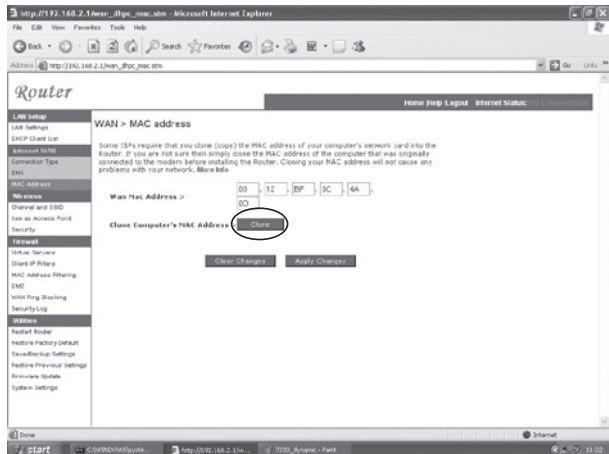 http://192.168.2.1/wan_dhpc_mac.stm - Microsoft Internet Explorer
File Edit View Favorites Tools Help
Back Search Favorites
Address http://192.168.2.1/wan_dhpc_mac.stm Go Links
Router
Home Help Logout Internet Status: No Connection
LAN Setup
LAN Settings
DHCP Client List
Internet WAN
Connection Type
DNS
MAC Address
Wireless
Channel and SSID
Use as Access Point
Security
Firewall
Virtual Servers
Client IP Filters
MAC Address Filtering
DMZ
WAN Ping Blocking
Security Log
Utilities
Restart Router
Restore Factory Default
Save/Backup Settings
Restore Previous Settings
Firmware Update
System Settings
WAN > MAC address
Some ISPs require that you clone (copy) the MAC address of your computer's network card into the
Router. If you are not sure then simply clone the MAC address of the computer that was originally
connected to the modem before installing the Router. Cloning your MAC address will not cause any
problems with your network. More Info
Wan Mac Address > 00 . 12 . BF . 3C . 4A .
0D
Clone Computer's MAC Address > Clone
Clear Changes Apply Changes
Done Internet
start C:\WINDOWS\syste... http://192.168.2.1/w... 7230_dynamic - Paint 11:22